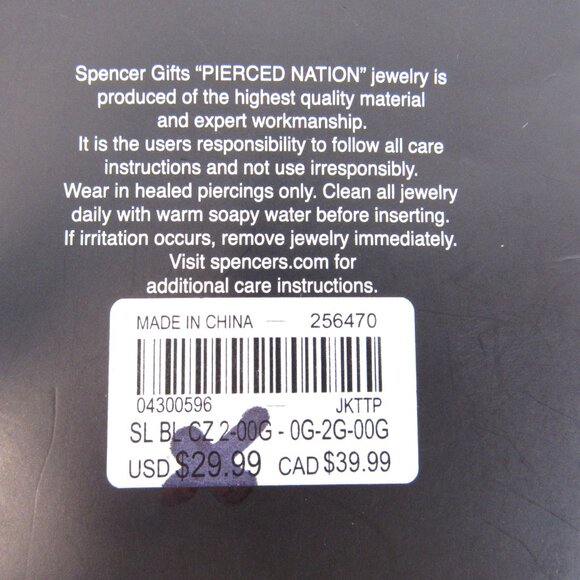 Spencer Gifts “PIERCED NATION” jewelry is
produced of the highest quality material
and expert workmanship.
It is the users responsibility to follow all care
instructions and not use irresponsibly.
Wear in healed piercings only. Clean all jewelry
daily with warm soapy water before inserting.
If irritation occurs, remove jewelry immediately.
Visit spencers.com for
additional care instructions.
MADE IN CHINA — 256470
04300596 — JKTTP
SL BL CZ 2-00G - 0G-2G-00G
USD $29.99 CAD $39.99